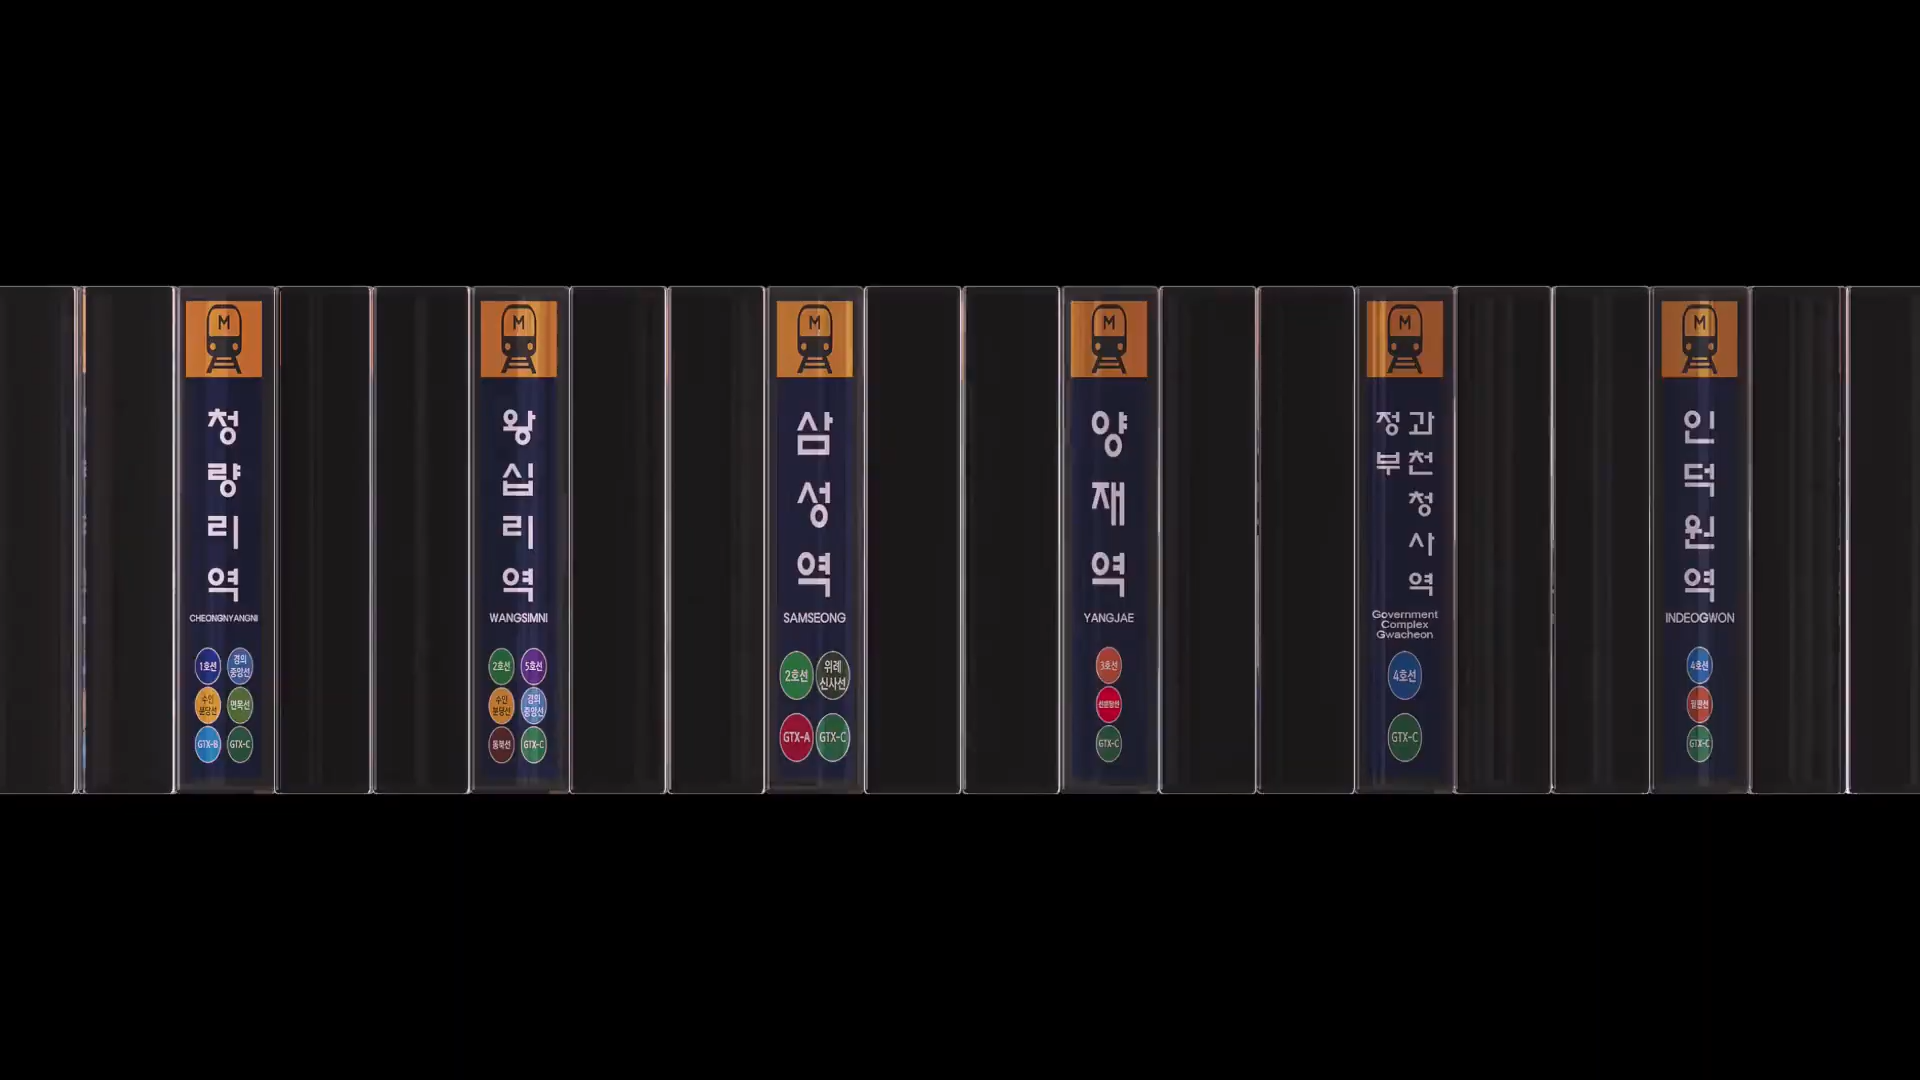 M
청량리역
CHEONGNYANGNI
1호선
경의
중앙선
수인
분당선
면목선
GTX-B
GTX-C
M
왕십리역
WANGSIMNI
2호선
5호선
수인
분당선
경의
중앙선
동북선
GTX-C
M
삼성역
SAMSEONG
2호선
위례
신사선
GTX-A
GTX-C
M
양재역
YANGJAE
3호선
신분당선
GTX-C
M
정부
과천청사역
Government
Complex
Gwacheon
4호선
GTX-C
M
인덕원역
INDEOGWON
4호선
월판선
GTX-C